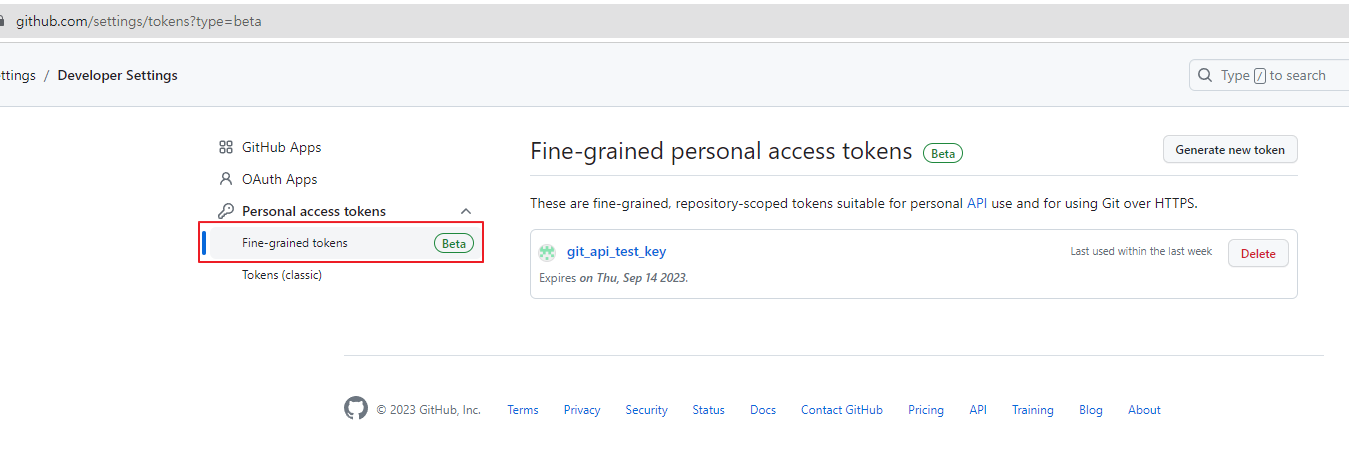 github.com/settings/tokens?type=beta
ttings / Developer Settings
Type / to search
GitHub Apps
OAuth Apps
Personal access tokens
Fine-grained tokens Beta
Tokens (classic)
Fine-grained personal access tokens Beta
Generate new token
These are fine-grained, repository-scoped tokens suitable for personal API use and for using Git over HTTPS.
git_api_test_key
Last used within the last week
Delete
Expires on Thu, Sep 14 2023.
© 2023 GitHub, Inc. Terms Privacy Security Status Docs Contact GitHub Pricing API Training Blog About